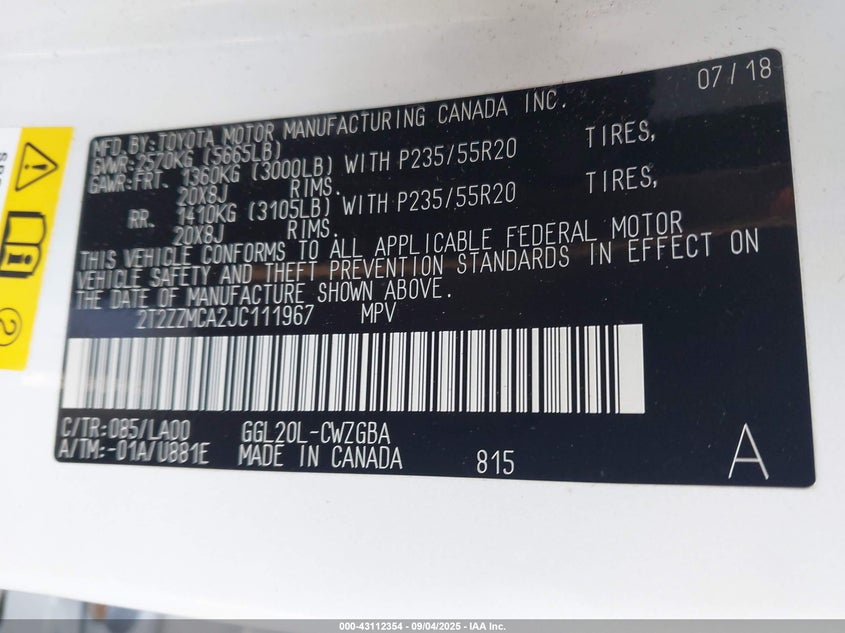 07/18
MFD.BY:TOYOTA MOTOR MANUFACTURING CANADA INC.
GVWR:2570KG (5665LB)
GAWR:FRT. 1360KG (3000LB) WITH P235/55R20 TIRES,
20X8J RIMS.
RR. 1410KG (3105LB) WITH P235/55R20 TIRES,
20X8J RIMS.
THIS VEHICLE CONFORMS TO ALL APPLICABLE FEDERAL MOTOR
VEHICLE SAFETY AND THEFT PREVENTION STANDARDS IN EFFECT ON
THE DATE OF MANUFACTURE SHOWN ABOVE.
2T2ZZMCA2JC111967 MPV
C/TR:085/LA00 GGL20L-CWZGBA
A/TM:-01A/U881E MADE IN CANADA 815 A
000-43112354 - 09/04/2025 - IAA Inc.